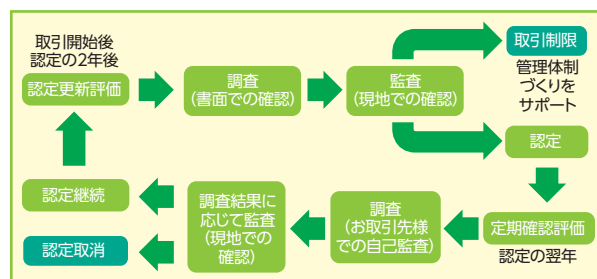 取引開始後
認定の2年後
認定更新評価
調査
(書面での確認)
監査
(現地での確認)
取引制限
管理体制
づくりを
サポート
認定
定期確認評価
認定の翌年
調査
(お取引先様
での自己監査)
調査結果に
応じて監査
(現地での
確認)
認定継続
認定取消